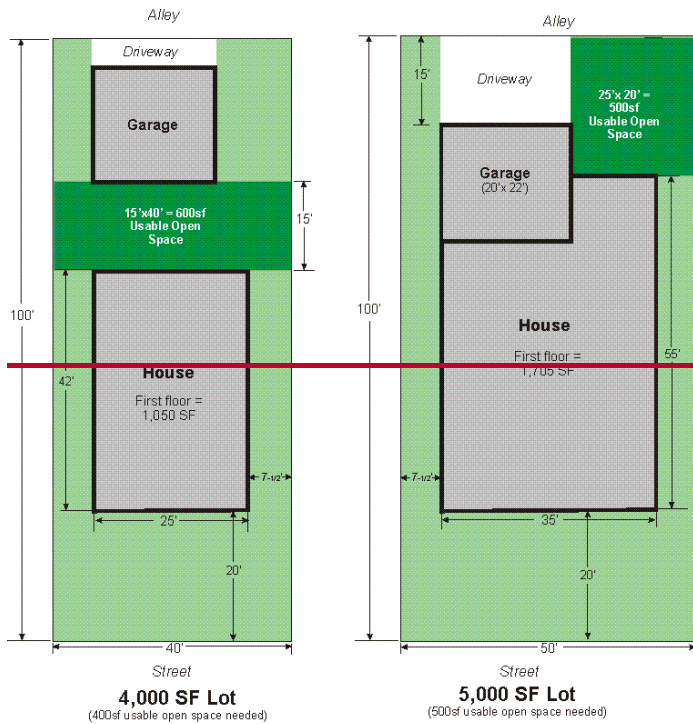 Alley
Driveway
Garage
15'x40' = 600sf
Usable Open
Space
15'
100'
42'
House
First floor =
1,050 SF
7-1/2'
25'
20'
40'
Street
4,000 SF Lot
(400sf usable open space needed)
Alley
15'
Driveway
25'x 20' =
500sf
Usable Open
Space
Garage
(20'x 22')
100'
House
First floor =
1,705 SF
55'
7-1/2'
35'
20'
50'
Street
5,000 SF Lot
(500sf usable open space needed)